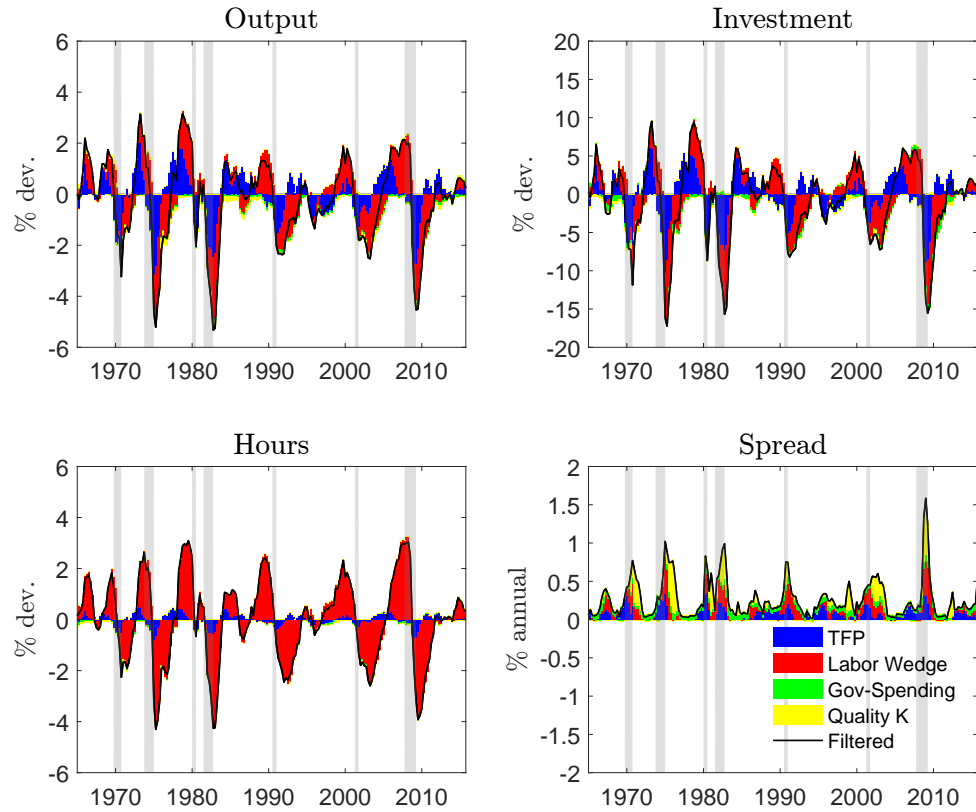 Output
6
4
2
0
-2
-4
-6
% dev.
1970 1980 1990 2000 2010
Investment
20
15
10
5
0
-5
-10
-15
-20
% dev.
1970 1980 1990 2000 2010
Hours
6
4
2
0
-2
-4
-6
% dev.
1970 1980 1990 2000 2010
Spread
2
1.5
1
0.5
0
-0.5
-1
-1.5
-2
% annual
TFP
Labor Wedge
Gov-Spending
Quality K
Filtered
1970 1980 1990 2000 2010